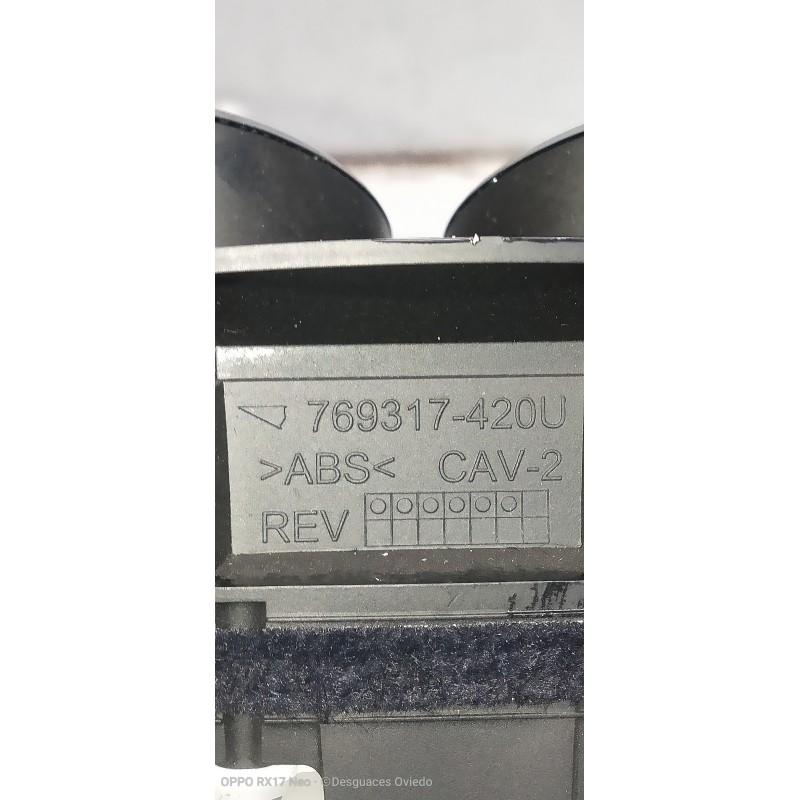 769317-420U
>ABS< CAV-2
REV
OPPO RX17 Neo · ©Desguaces Oviedo